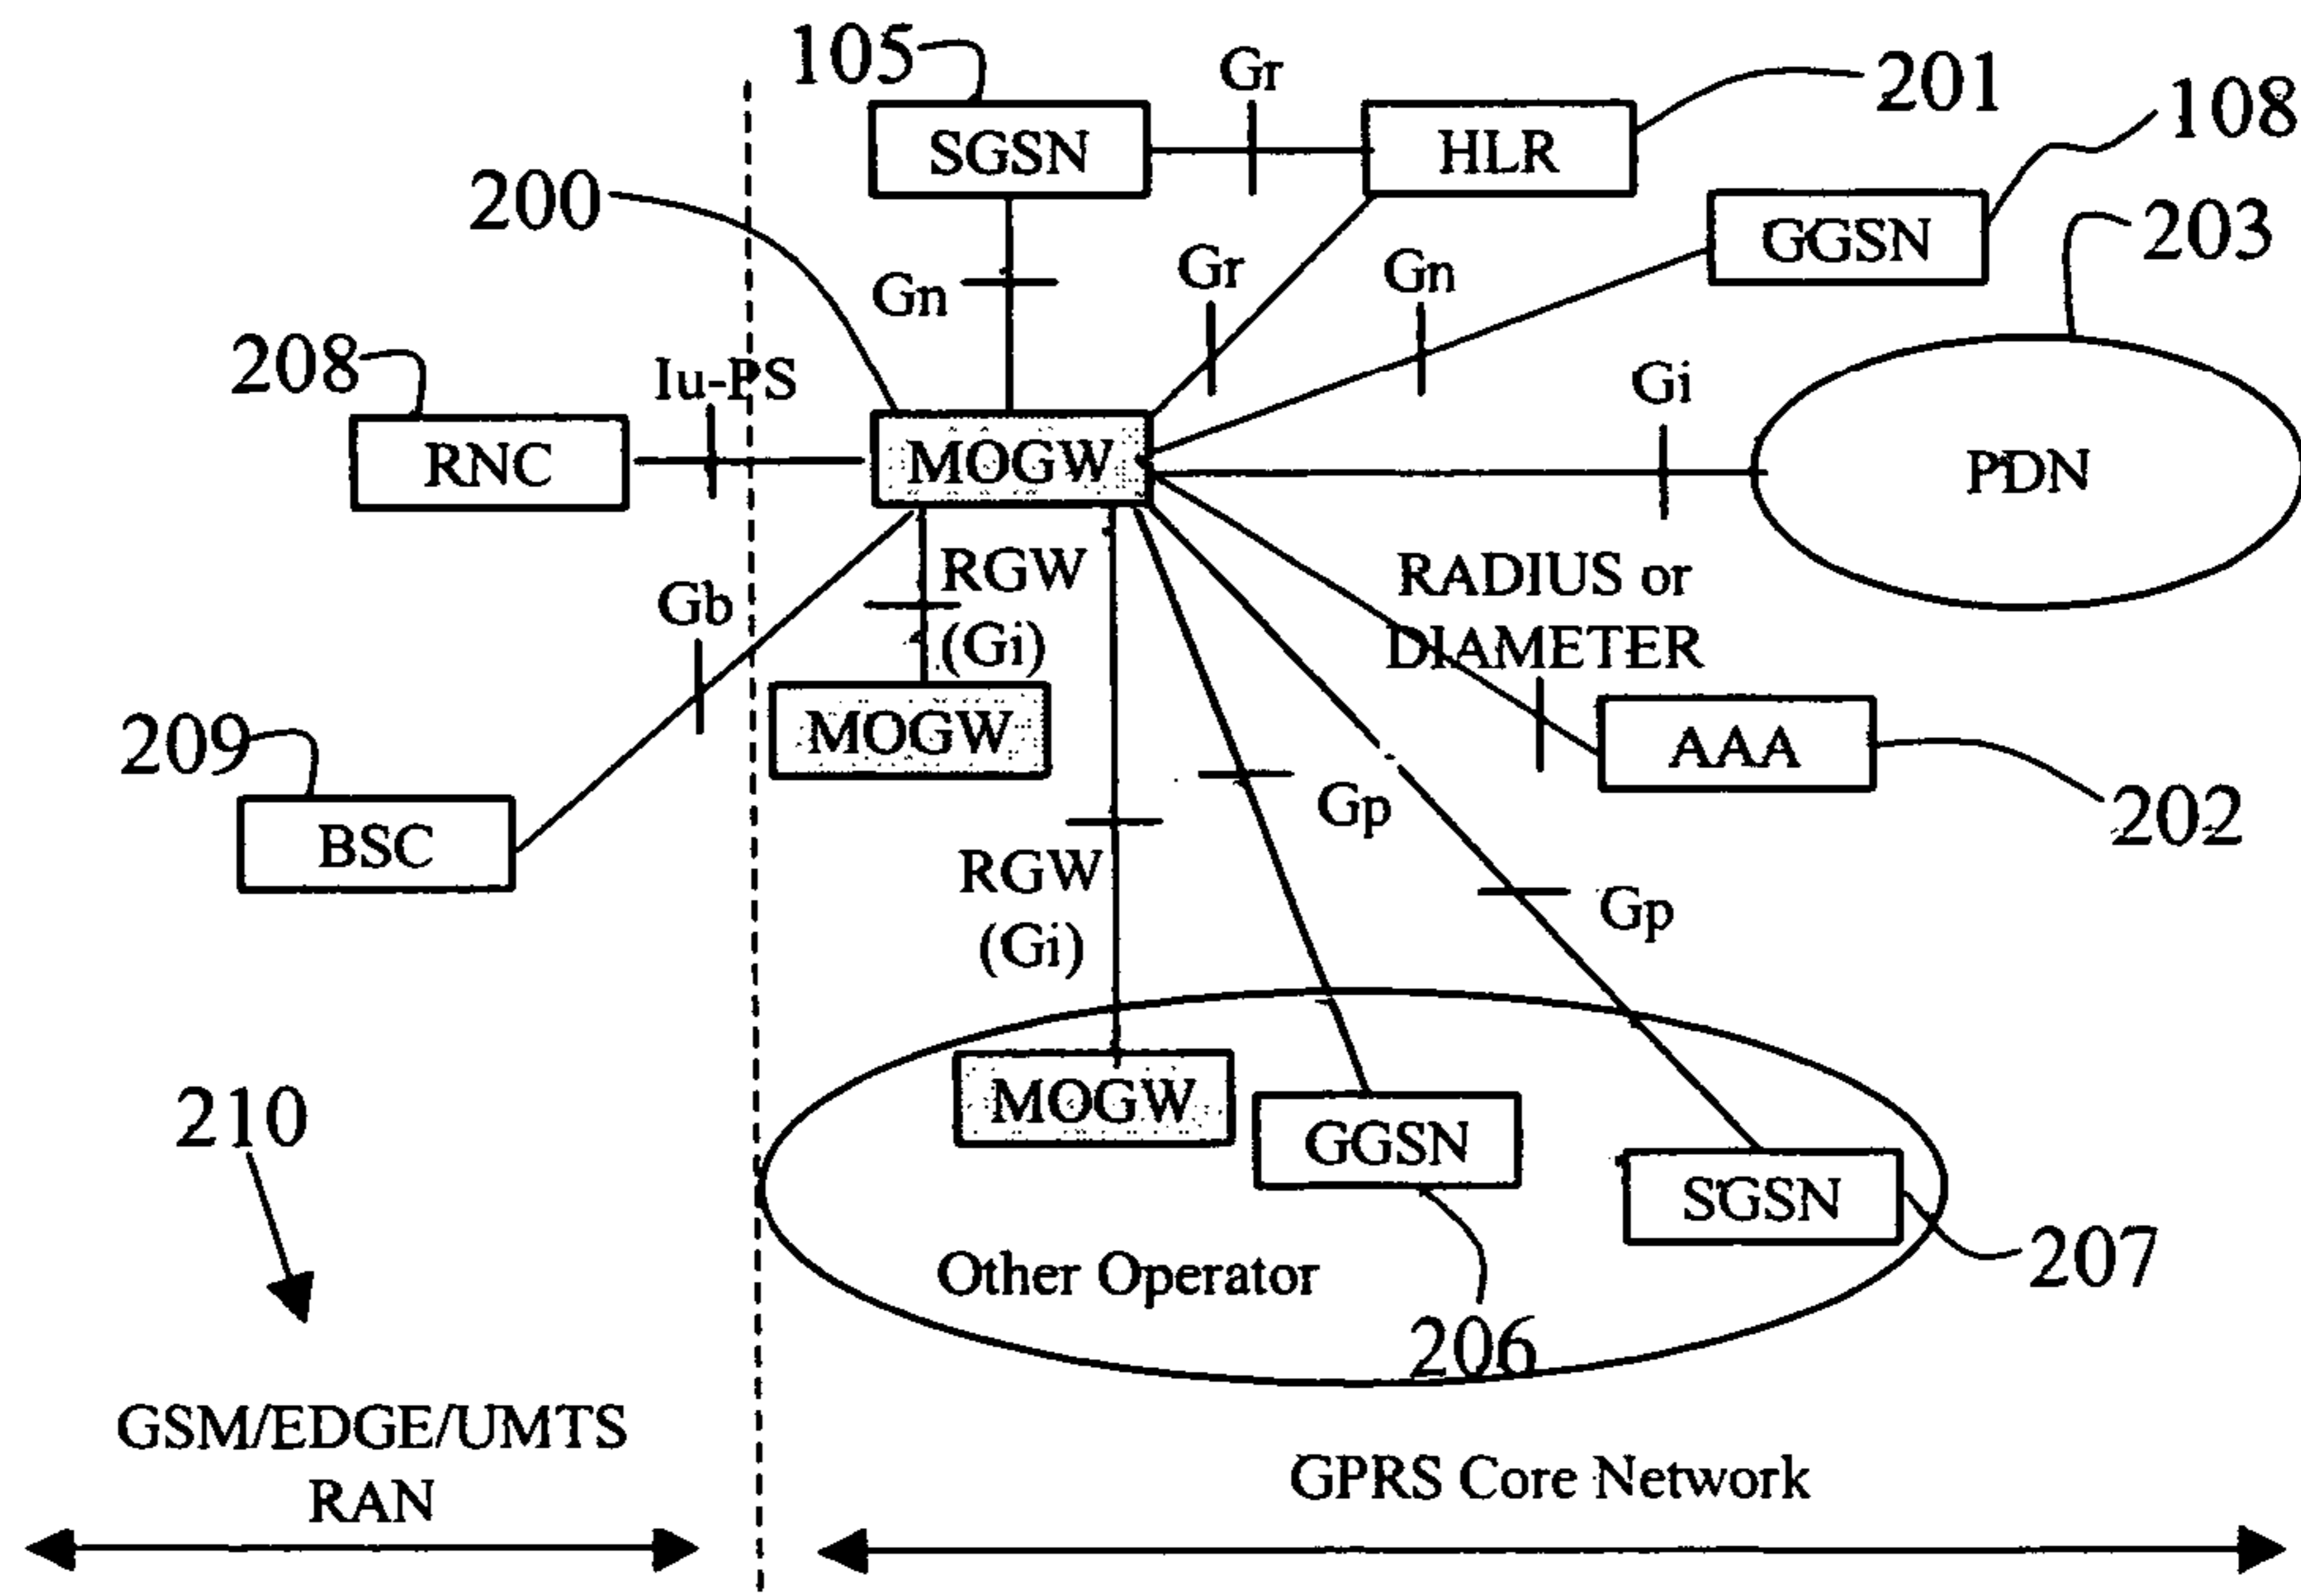 105
Gr
201
108
SGSN
HLR
200
GGSN
203
Gn
Gr
Gn
208
Iu-PS
Gi
RNC
MOGW
PDN
RGW
(Gi)
RADIUS or
DIAMETER
Gb
209
MOGW
AAA
202
BSC
Gp
RGW
(Gi)
Gp
MOGW
GGSN
SGSN
210
207
Other Operator
206
GSM/EDGE/UMTS
RAN
GPRS Core Network